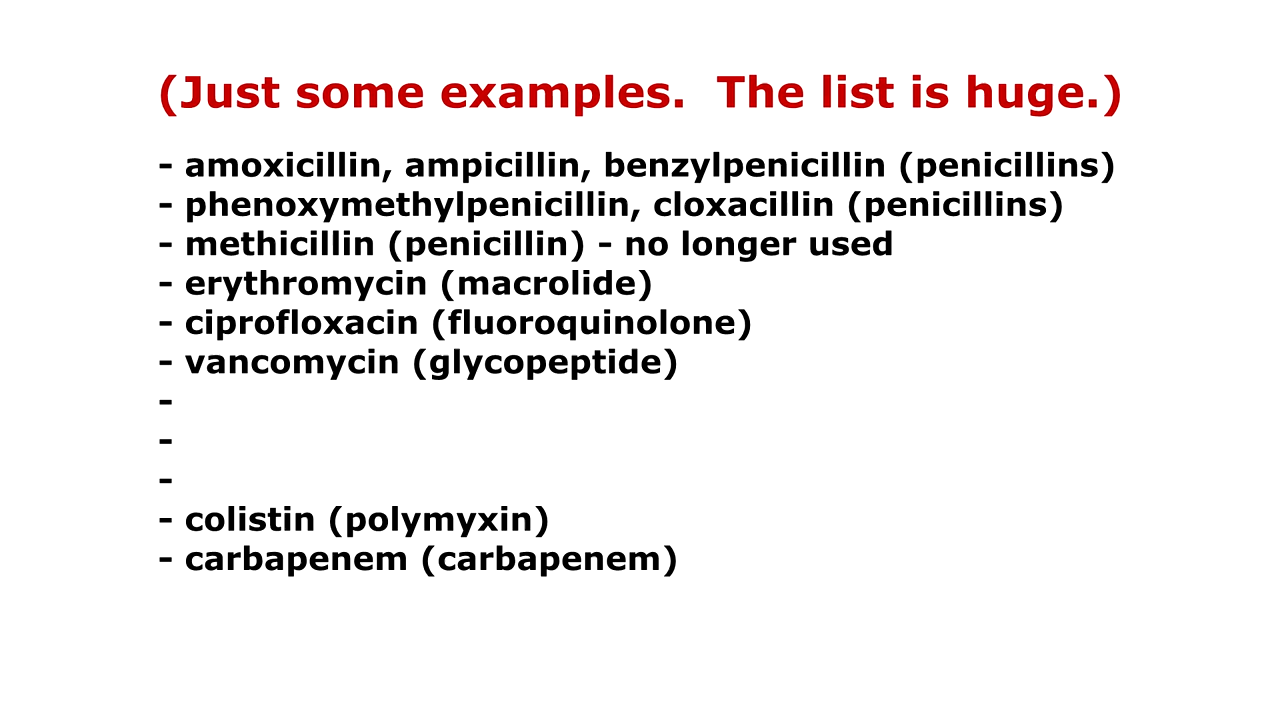 (Just some examples.  The list is huge.)
- amoxicillin, ampicillin, benzylpenicillin (penicillins)
- phenoxymethylpenicillin, cloxacillin (penicillins)
- methicillin (penicillin) - no longer used
- erythromycin (macrolide)
- ciprofloxacin (fluoroquinolone)
- vancomycin (glycopeptide)
-
-
-
- colistin (polymyxin)
- carbapenem (carbapenem)